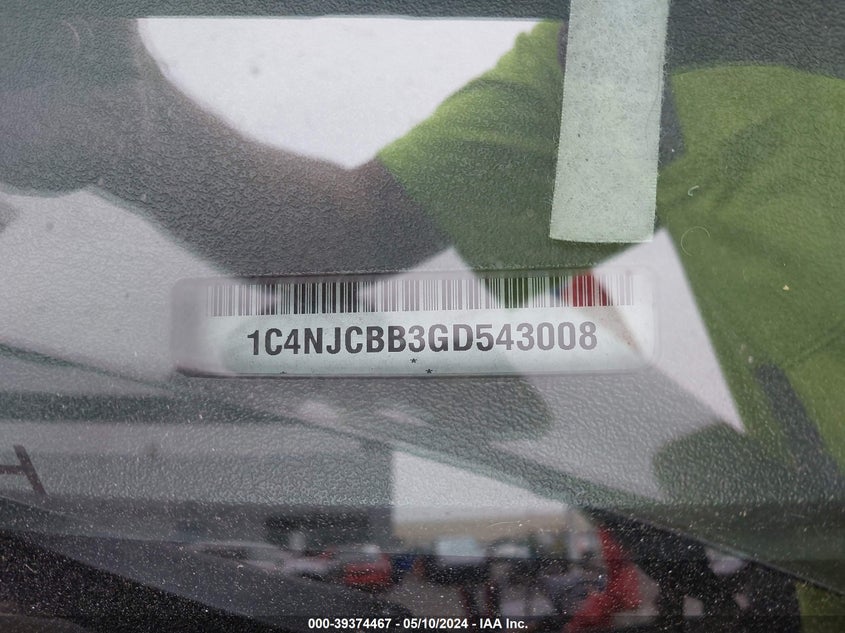 1C4NJCBB3GD543008
000-39374467 - 05/10/2024 - IAA Inc.